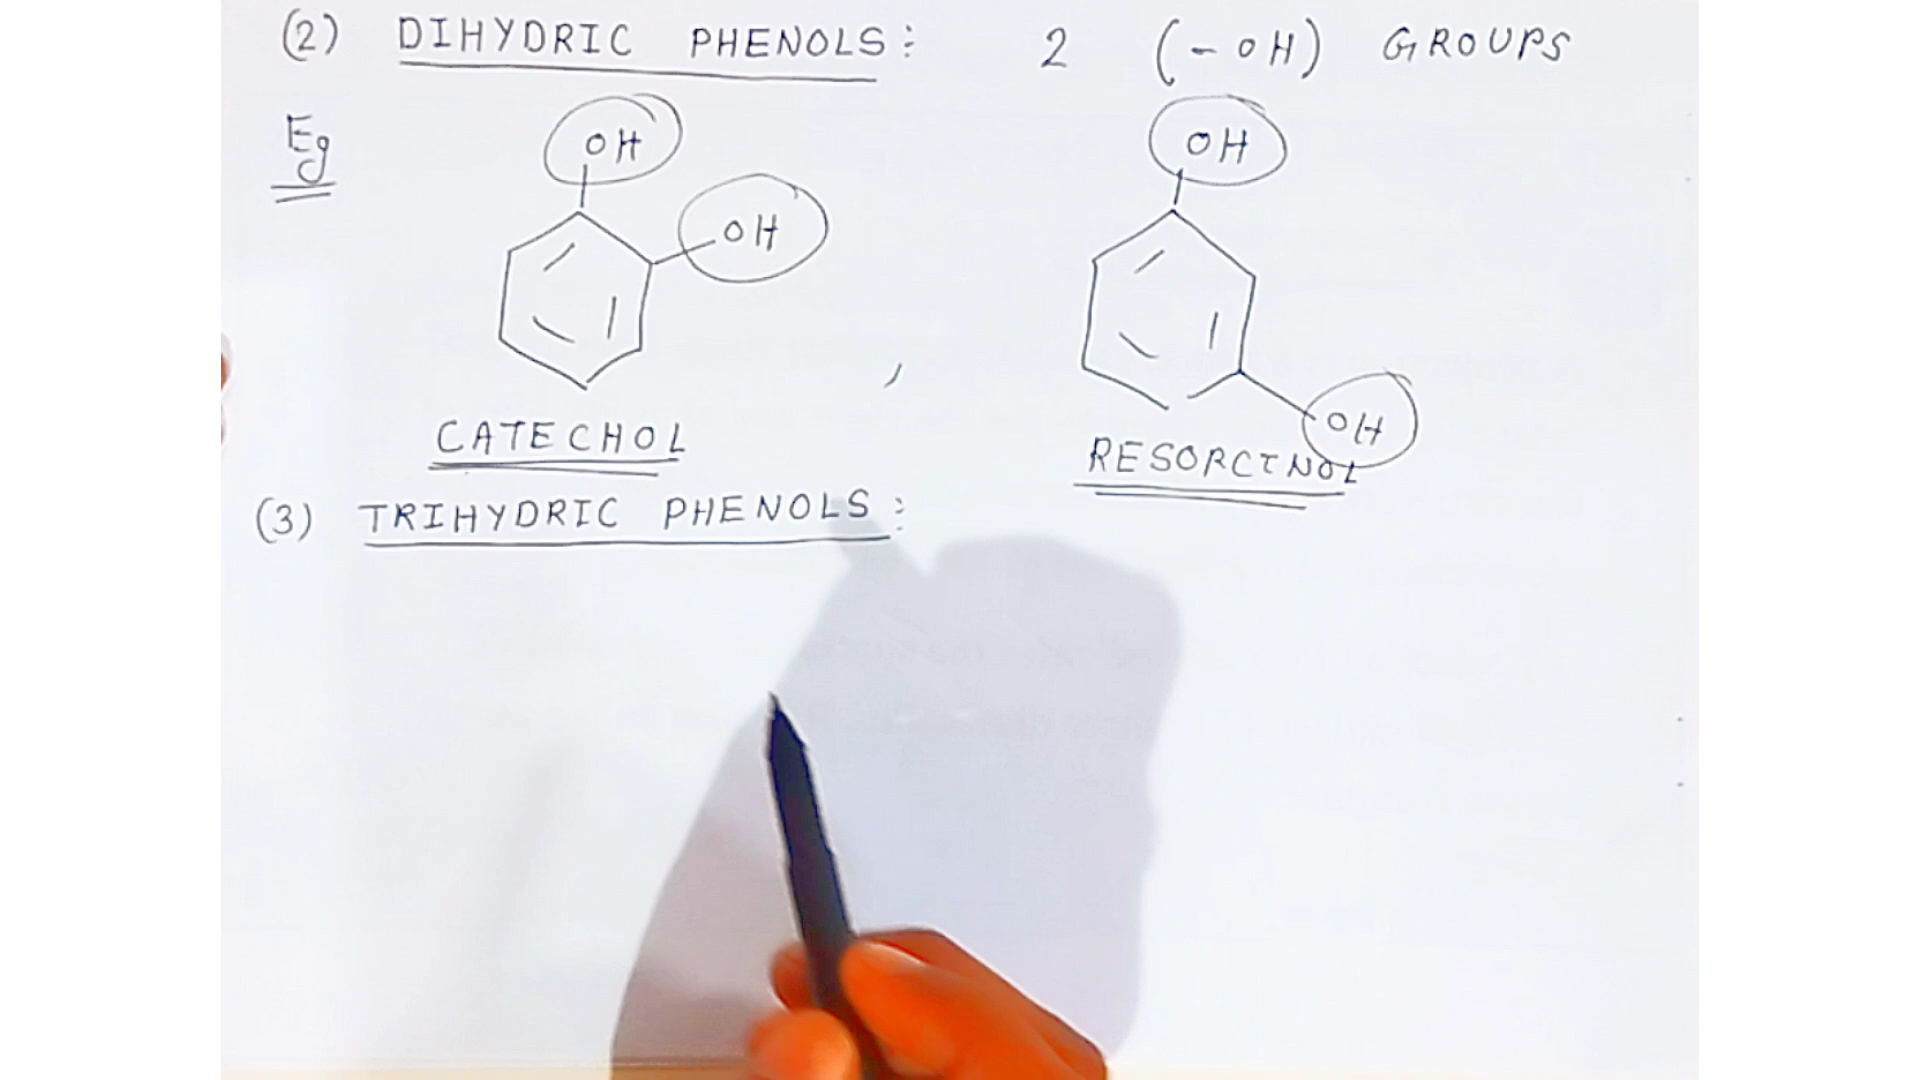 (2) DIHYDRIC PHENOLS: 2 (-OH) GROUPS
Eg
OH
OH
OH
OH
CATECHOL
,
RESORCINOL
(3) TRIHYDRIC PHENOLS: